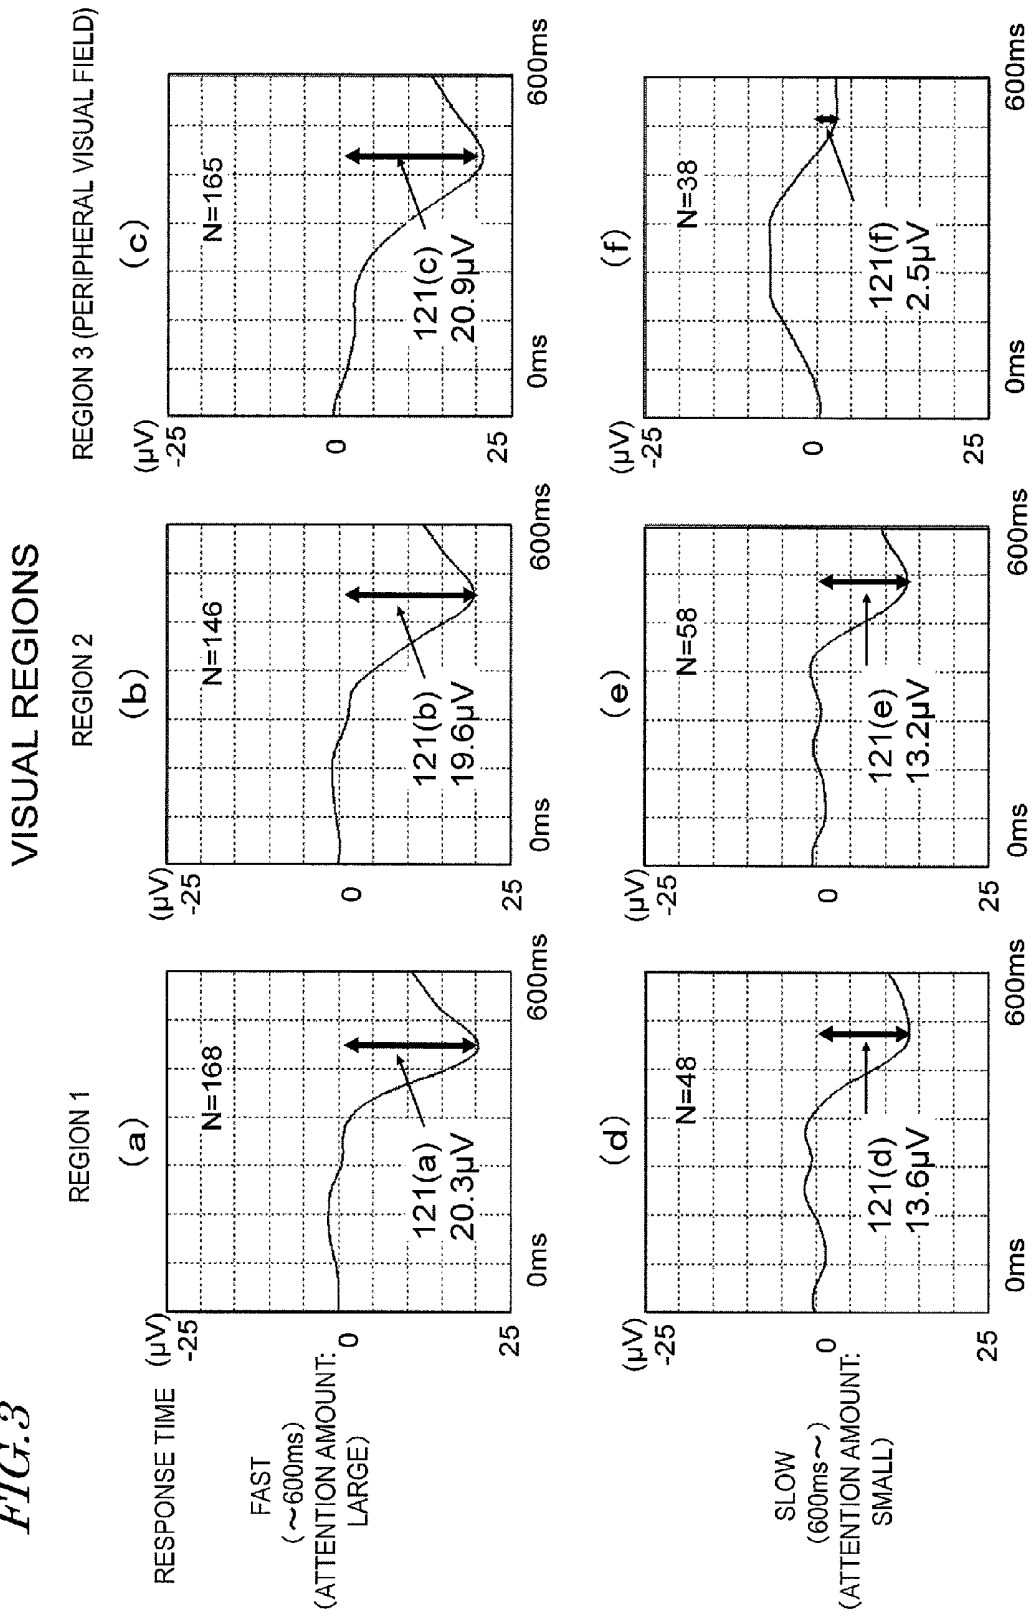 FIG.3
VISUAL REGIONS
REGION 1
REGION 2
REGION 3 (PERIPHERAL VISUAL FIELD)
RESPONSE TIME
FAST
(~600ms)
(ATTENTION AMOUNT:
LARGE)
(a)
(μV)
-25
0
25
N=168
121(a)
20.3μV
0ms
600ms
(b)
(μV)
-25
0
25
N=146
121(b)
19.6μV
0ms
600ms
(c)
(μV)
-25
0
25
N=165
121(c)
20.9μV
0ms
600ms
SLOW
(600ms~)
(ATTENTION AMOUNT:
SMALL)
(d)
(μV)
-25
0
25
N=48
121(d)
13.6μV
0ms
600ms
(e)
(μV)
-25
0
25
N=58
121(e)
13.2μV
0ms
600ms
(f)
(μV)
-25
0
25
N=38
121(f)
2.5μV
0ms
600ms